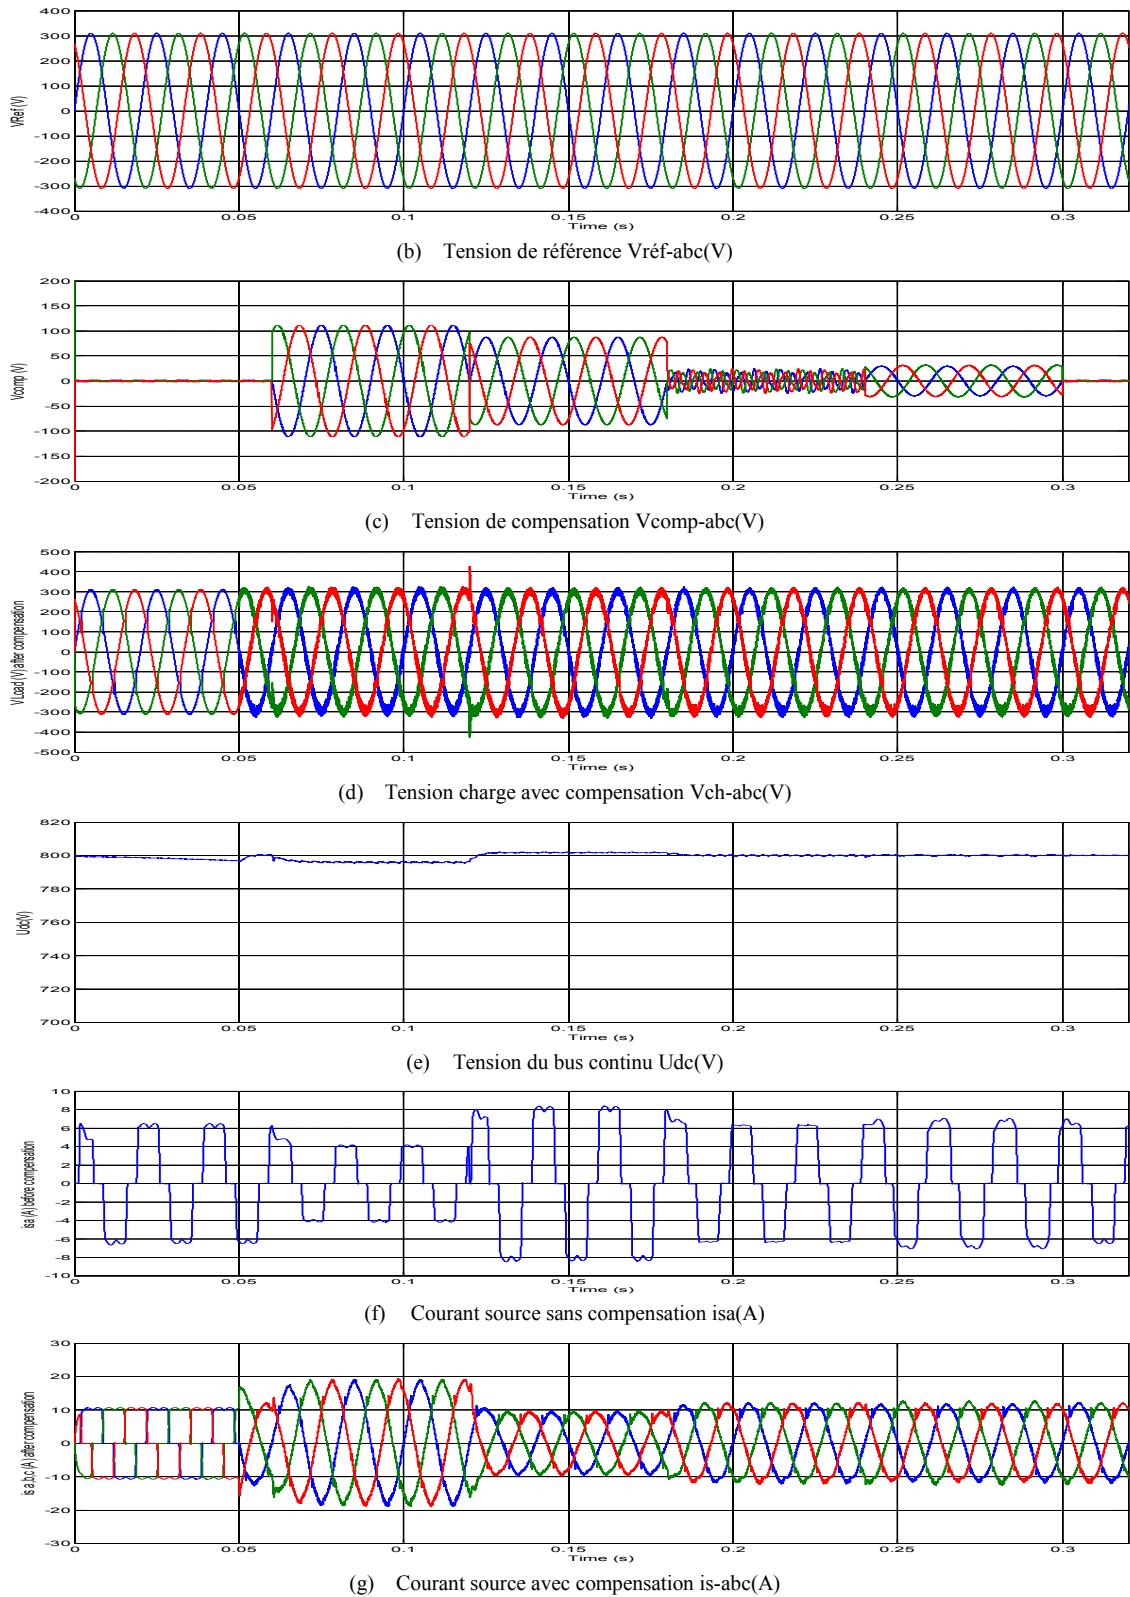 400
300
200
100
0
-100
-200
-300
-400
VRef (V)
0 0.05 0.1 0.15 0.2 0.25 0.3
Time (s)
(b) Tension de référence Vréf-abc(V)
200
150
100
50
0
-50
-100
-150
-200
Vcomp (V)
0 0.05 0.1 0.15 0.2 0.25 0.3
Time (s)
(c) Tension de compensation Vcomp-abc(V)
500
400
300
200
100
0
-100
-200
-300
-400
-500
VLoad (V) after compensation
0 0.05 0.1 0.15 0.2 0.25 0.3
Time (s)
(d) Tension charge avec compensation Vch-abc(V)
820
800
780
760
740
720
700
Udc(V)
0 0.05 0.1 0.15 0.2 0.25 0.3
Time (s)
(e) Tension du bus continu Udc(V)
10
8
6
4
2
0
-2
-4
-6
-8
-10
isa (A) before compensation
0 0.05 0.1 0.15 0.2 0.25 0.3
Time (s)
(f) Courant source sans compensation isa(A)
30
20
10
0
-10
-20
-30
is a,b,c (A) after compensation
0 0.05 0.1 0.15 0.2 0.25 0.3
Time (s)
(g) Courant source avec compensation is-abc(A)